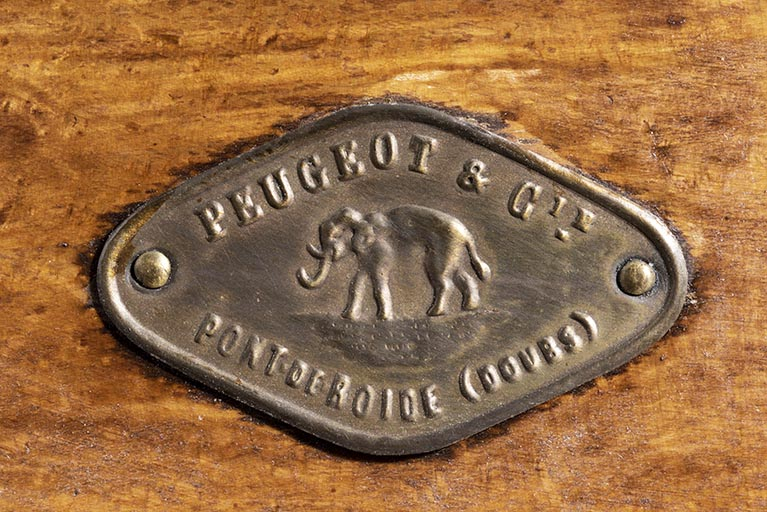 PEUGEOT & CIE
PONT-DE-ROIDE (DOUBS)